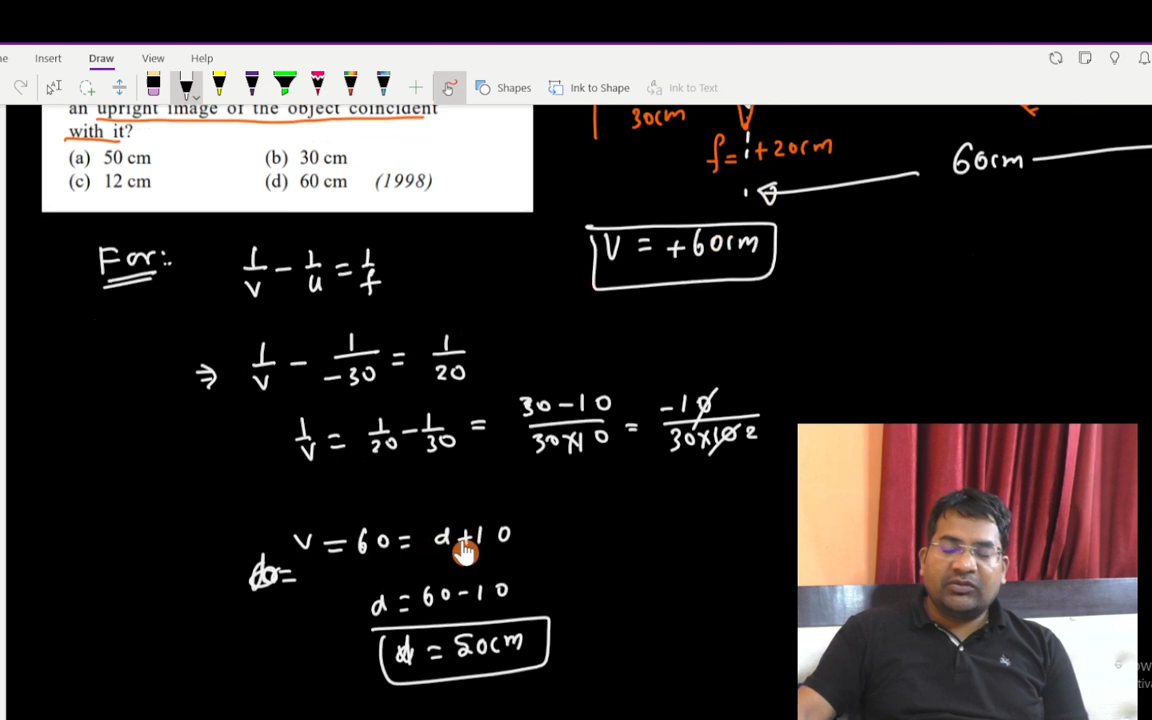 Insert Draw View Help
Shapes Ink to Shape Ink to Text
an upright image of the object coincident
with it?
(a) 50 cm (b) 30 cm
(c) 12 cm (d) 60 cm (1998)
30cm
f = +20cm
60cm
V = +60cm
For:
1/v - 1/u = 1/f
⇒ 1/v - 1/-30 = 1/20
1/v = 1/20 - 1/30 = 30-10/30×10 = -10/30×10 2
v = 60 = d+10
d = 60-10
d = 50cm